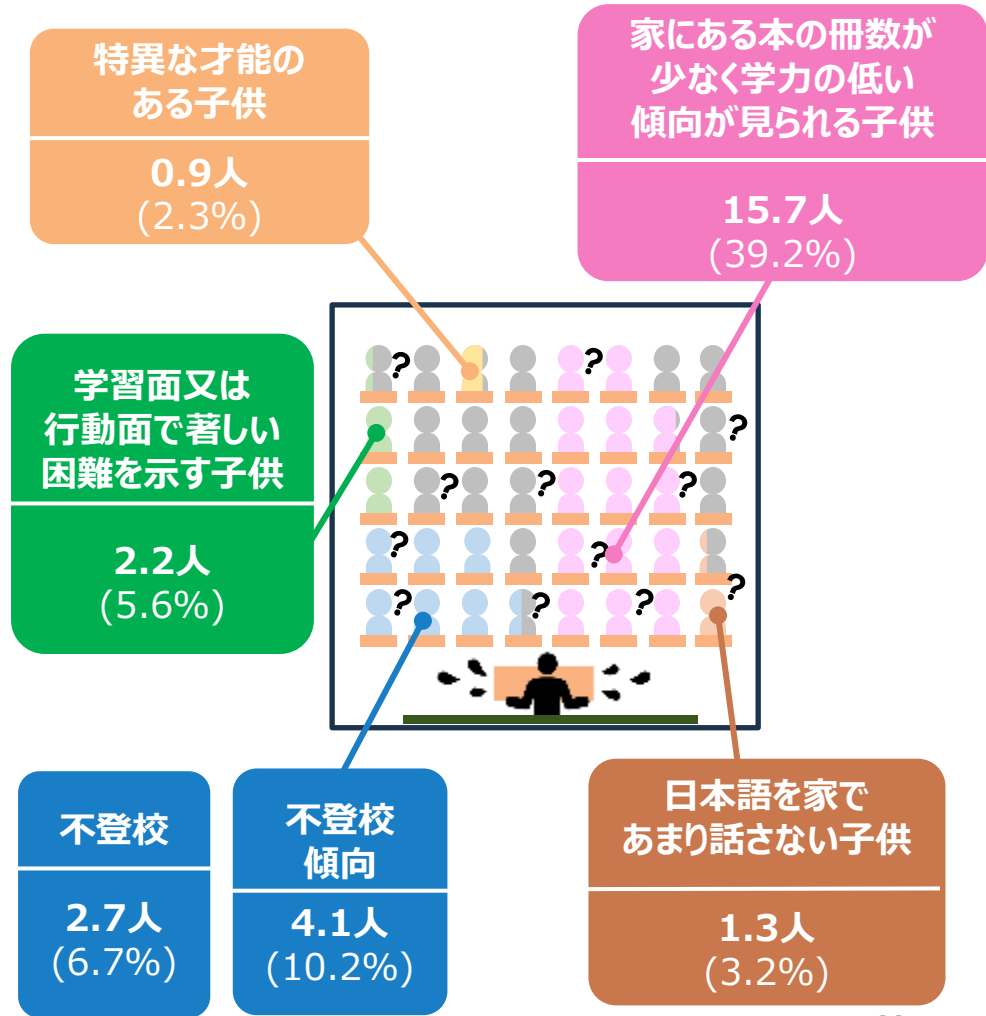 特異な才能の
ある子供
0.9人
(2.3%)
家にある本の冊数が
少なく学力の低い
傾向が見られる子供
15.7人
(39.2%)
学習面又は
行動面で著しい
困難を示す子供
2.2人
(5.6%)
?
?
?
?
?
?
?
?
?
?
?
?
?
不登校
2.7人
(6.7%)
不登校
傾向
4.1人
(10.2%)
日本語を家で
あまり話さない子供
1.3人
(3.2%)